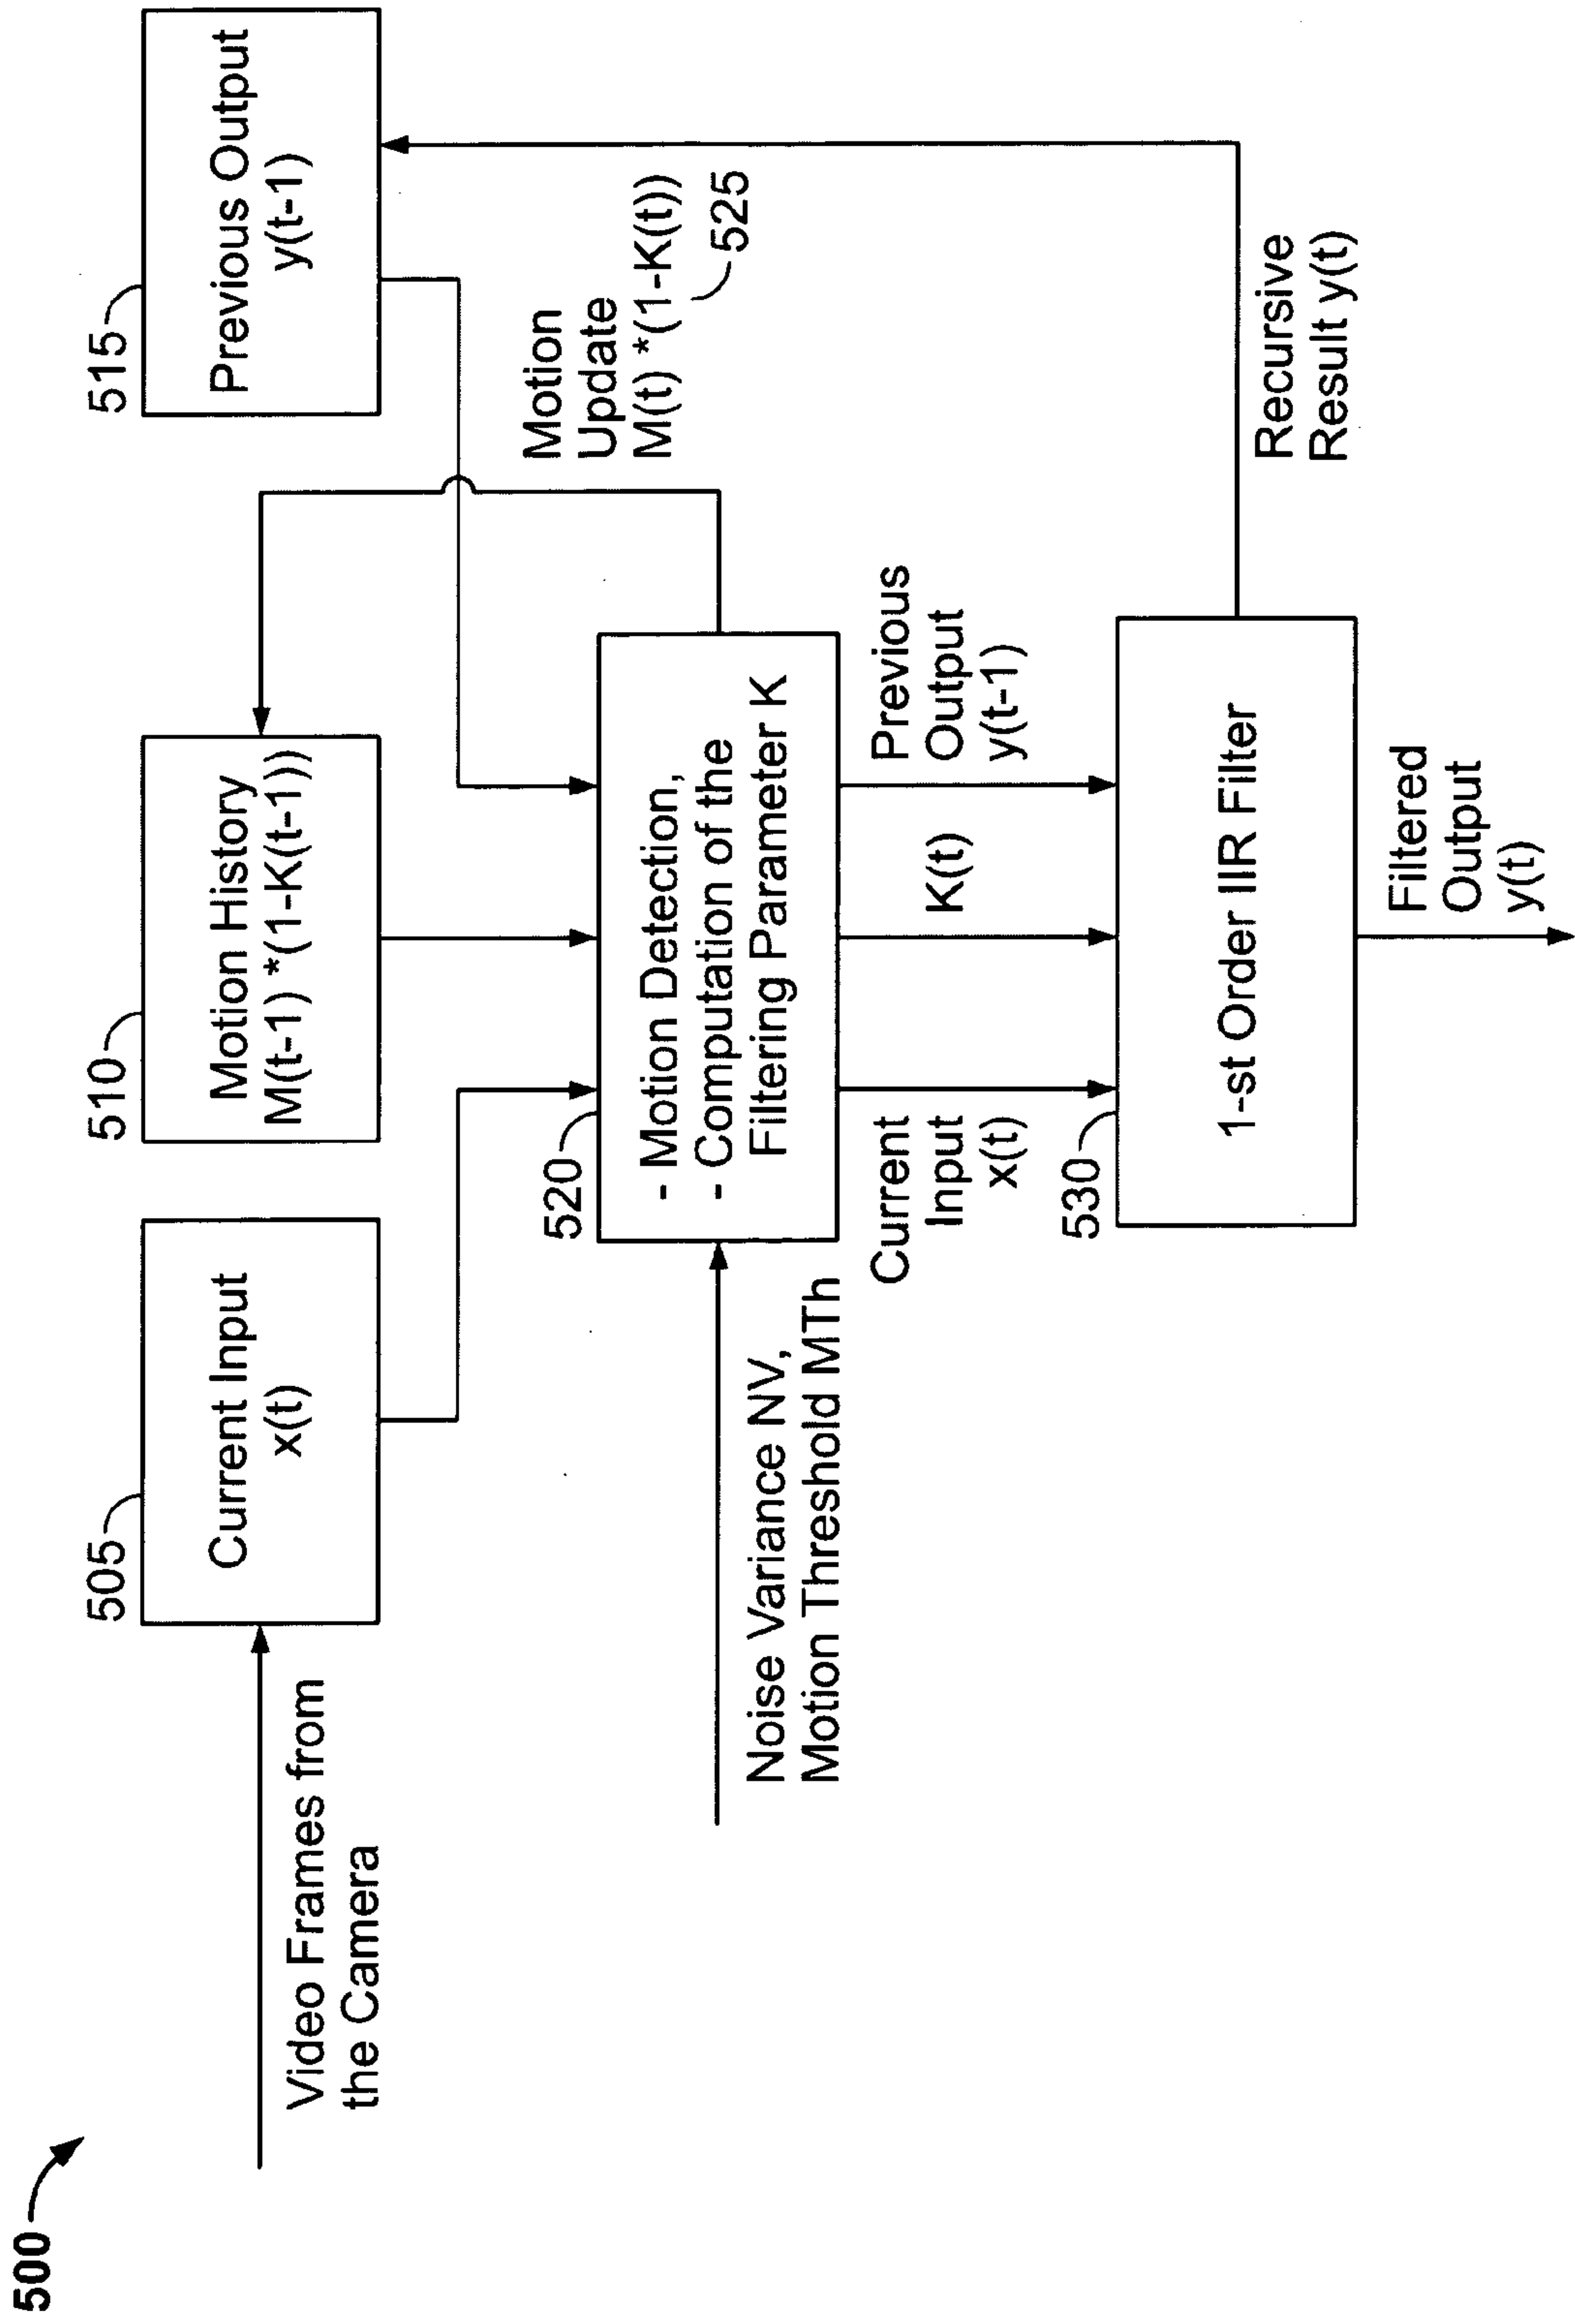 500
Video Frames from
the Camera
505
Current Input
x(t)
510
Motion History
M(t-1) *(1-K(t-1))
515
Previous Output
y(t-1)
Noise Variance NV,
Motion Threshold MTh
520
- Motion Detection,
- Computation of the
Filtering Parameter K
Motion
Update
M(t) *(1-K(t))
525
Current
Input
x(t)
K(t)
Previous
Output
y(t-1)
530
1-st Order IIR Filter
Recursive
Result y(t)
Filtered
Output
y(t)